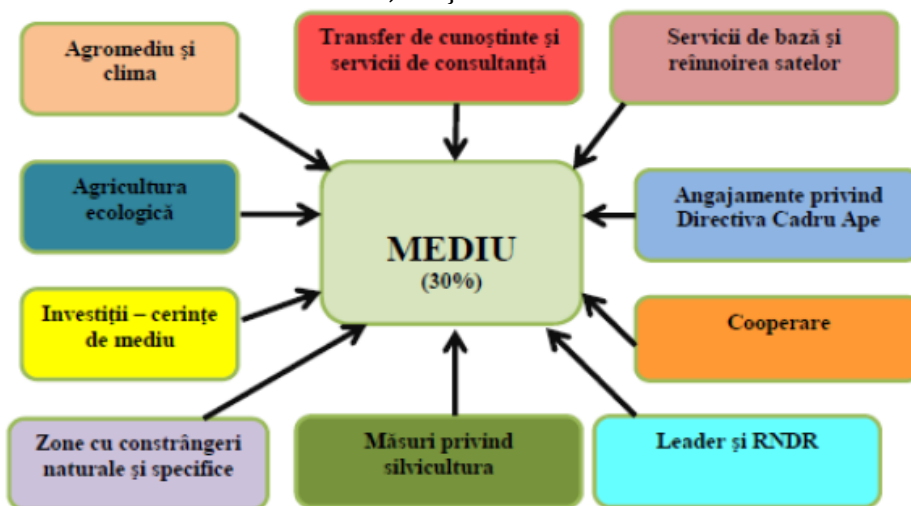 Agromediu și
clima
Transfer de cunoștinte și
servicii de consultanță
Servicii de bază și
reînnoirea satelor
Agricultura
ecologică
MEDIU
(30%)
Angajamente privind
Directiva Cadru Ape
Investiții – cerințe
de mediu
Cooperare
Zone cu constrângeri
naturale și specifice
Măsuri privind
silvicultura
Leader și RNDR